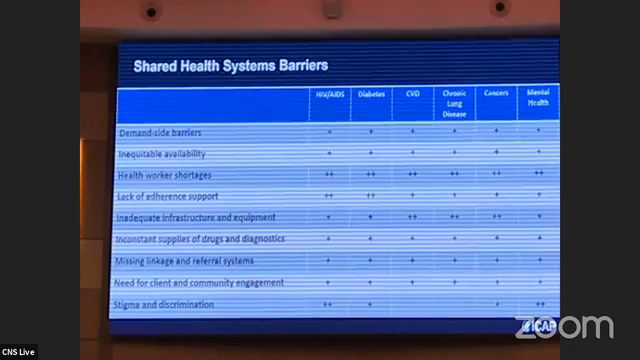 Shared Health Systems Barriers
HIV/AIDS Diabetes CVD Chronic Lung Disease Cancers Mental Health
Demand-side barriers + + + + + +
Inequitable availability + + + + + +
Health worker shortages ++ ++ ++ ++ ++ ++
Lack of adherence support ++ ++ + + + +
Inadequate infrastructure and equipment + + ++ ++ ++ +
Inconstant supplies of drugs and diagnostics + + + + + +
Missing linkage and referral systems + + + + + +
Need for client and community engagement + + + + + +
Stigma and discrimination ++ + + ++
ICAP
zoom
CNS Live